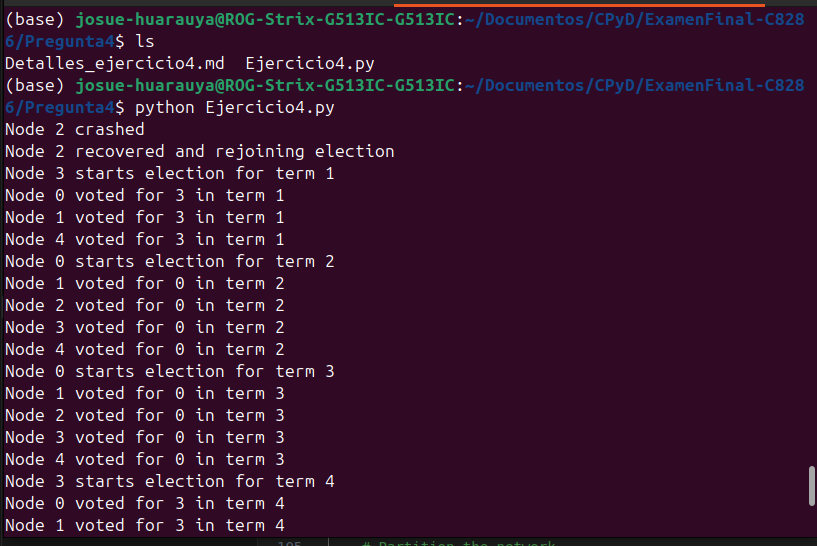 (base) josue-huarauya@ROG-Strix-G513IC-G513IC:~/Documentos/CPyD/ExamenFinal-C828
6/Pregunta4$ ls
Detalles_ejercicio4.md  Ejercicio4.py
(base) josue-huarauya@ROG-Strix-G513IC-G513IC:~/Documentos/CPyD/ExamenFinal-C828
6/Pregunta4$ python Ejercicio4.py
Node 2 crashed
Node 2 recovered and rejoining election
Node 3 starts election for term 1
Node 0 voted for 3 in term 1
Node 1 voted for 3 in term 1
Node 4 voted for 3 in term 1
Node 0 starts election for term 2
Node 1 voted for 0 in term 2
Node 2 voted for 0 in term 2
Node 3 voted for 0 in term 2
Node 4 voted for 0 in term 2
Node 0 starts election for term 3
Node 1 voted for 0 in term 3
Node 2 voted for 0 in term 3
Node 3 voted for 0 in term 3
Node 4 voted for 0 in term 3
Node 3 starts election for term 4
Node 0 voted for 3 in term 4
Node 1 voted for 3 in term 4
105 # Partition the network